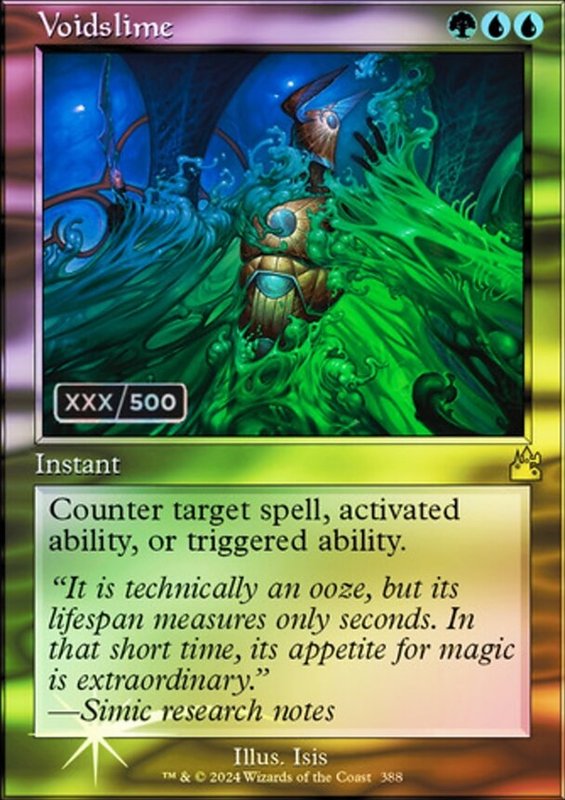 Voidslime
XXX/500
Instant
Counter target spell, activated
ability, or triggered ability.
“It is technically an ooze, but its
lifespan measures only seconds. In
that short time, its appetite for magic
is extraordinary.”
—Simic research notes
Illus. Isis
™ & © 2024 Wizards of the Coast 388